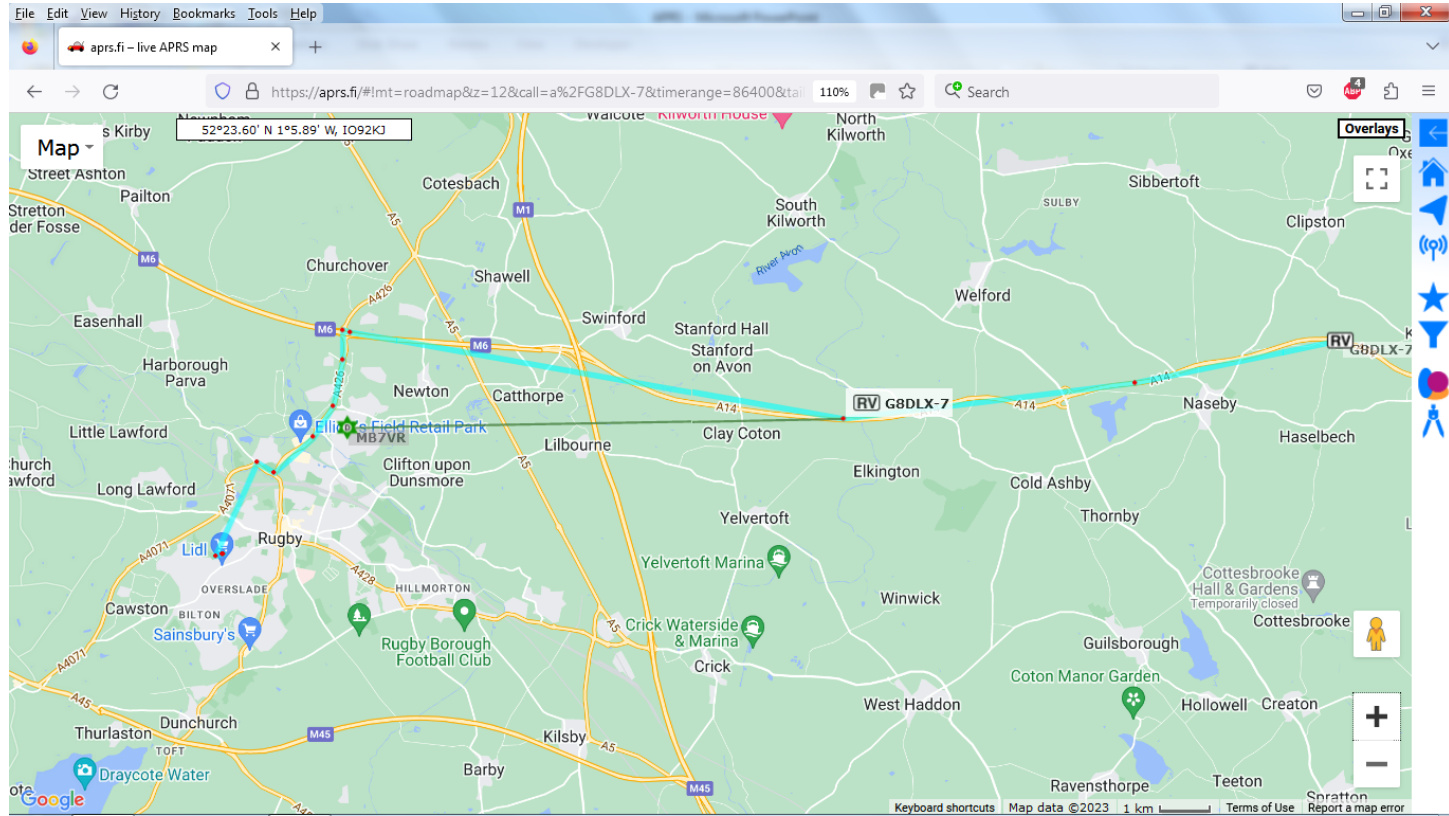 File Edit View History Bookmarks Tools Help
aprs.fi – live APRS map
https://aprs.fi/#!mt=roadmap&z=12&call=a%2FG8DLX-7&timerange=86400&tai
110%
Search
4
ABP
52°23.60' N 1°5.89' W, IO92KJ
Map
Overlays
s Kirby
Walcote
Kilworth House
North
Kilworth
Oxe
Street Ashton
Pailton
Cotesbach
Sibbertoft
SULBY
Stretton
der Fosse
A5
M1
South
Kilworth
Clipston
River Avon
M6
Churchover
Shawell
A426
Welford
Easenhall
M6
Swinford
Stanford Hall
Stanford
on Avon
M6
RV
G8DLX-7
Harborough
Parva
A426
Newton
Catthorpe
A14
RV G8DLX-7
A14
A14
Naseby
Little Lawford
Elliott's Field Retail Park
MB7VR
Lilbourne
Clay Coton
Haselbech
hurch
awford
Long Lawford
Clifton upon
Dunsmore
A5
Elkington
Cold Ashby
A4071
Yelvertoft
Thornby
Lidl
Rugby
A4071
A428
Yelvertoft Marina
Cottesbrooke
Hall & Gardens
Temporarily closed
OVERSLADE
HILLMORTON
Winwick
Cawston
BILTON
Cottesbrooke
Sainsbury's
Crick Waterside
& Marina
A5
Rugby Borough
Football Club
Guilsborough
A4071
Crick
Coton Manor Garden
A45
West Haddon
Hollowell
Creaton
Dunchurch
Thurlaston
M45
Kilsby
A5
TOFT
Draycote Water
Barby
M45
Ravensthorpe
Teeton
Spratton
Google
Keyboard shortcuts
Map data ©2023
1 km
Terms of Use
Report a map error